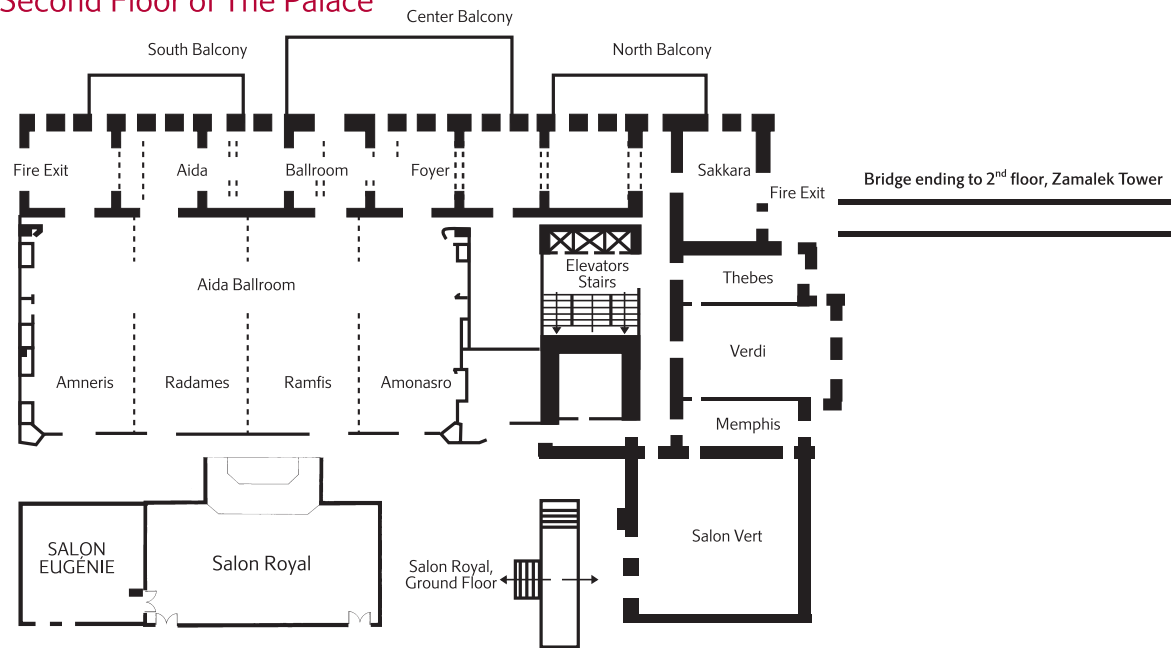 Second Floor of The Palace
Center Balcony
South Balcony
North Balcony
Fire Exit
Aida
Ballroom
Foyer
Sakkara
Fire Exit
Bridge ending to 2nd floor, Zamalek Tower
Elevators
Stairs
Thebes
Aida Ballroom
Verdi
Amneris
Radames
Ramfis
Amonasro
Memphis
SALON
EUGÉNIE
Salon Royal
Salon Royal,
Ground Floor
Salon Vert